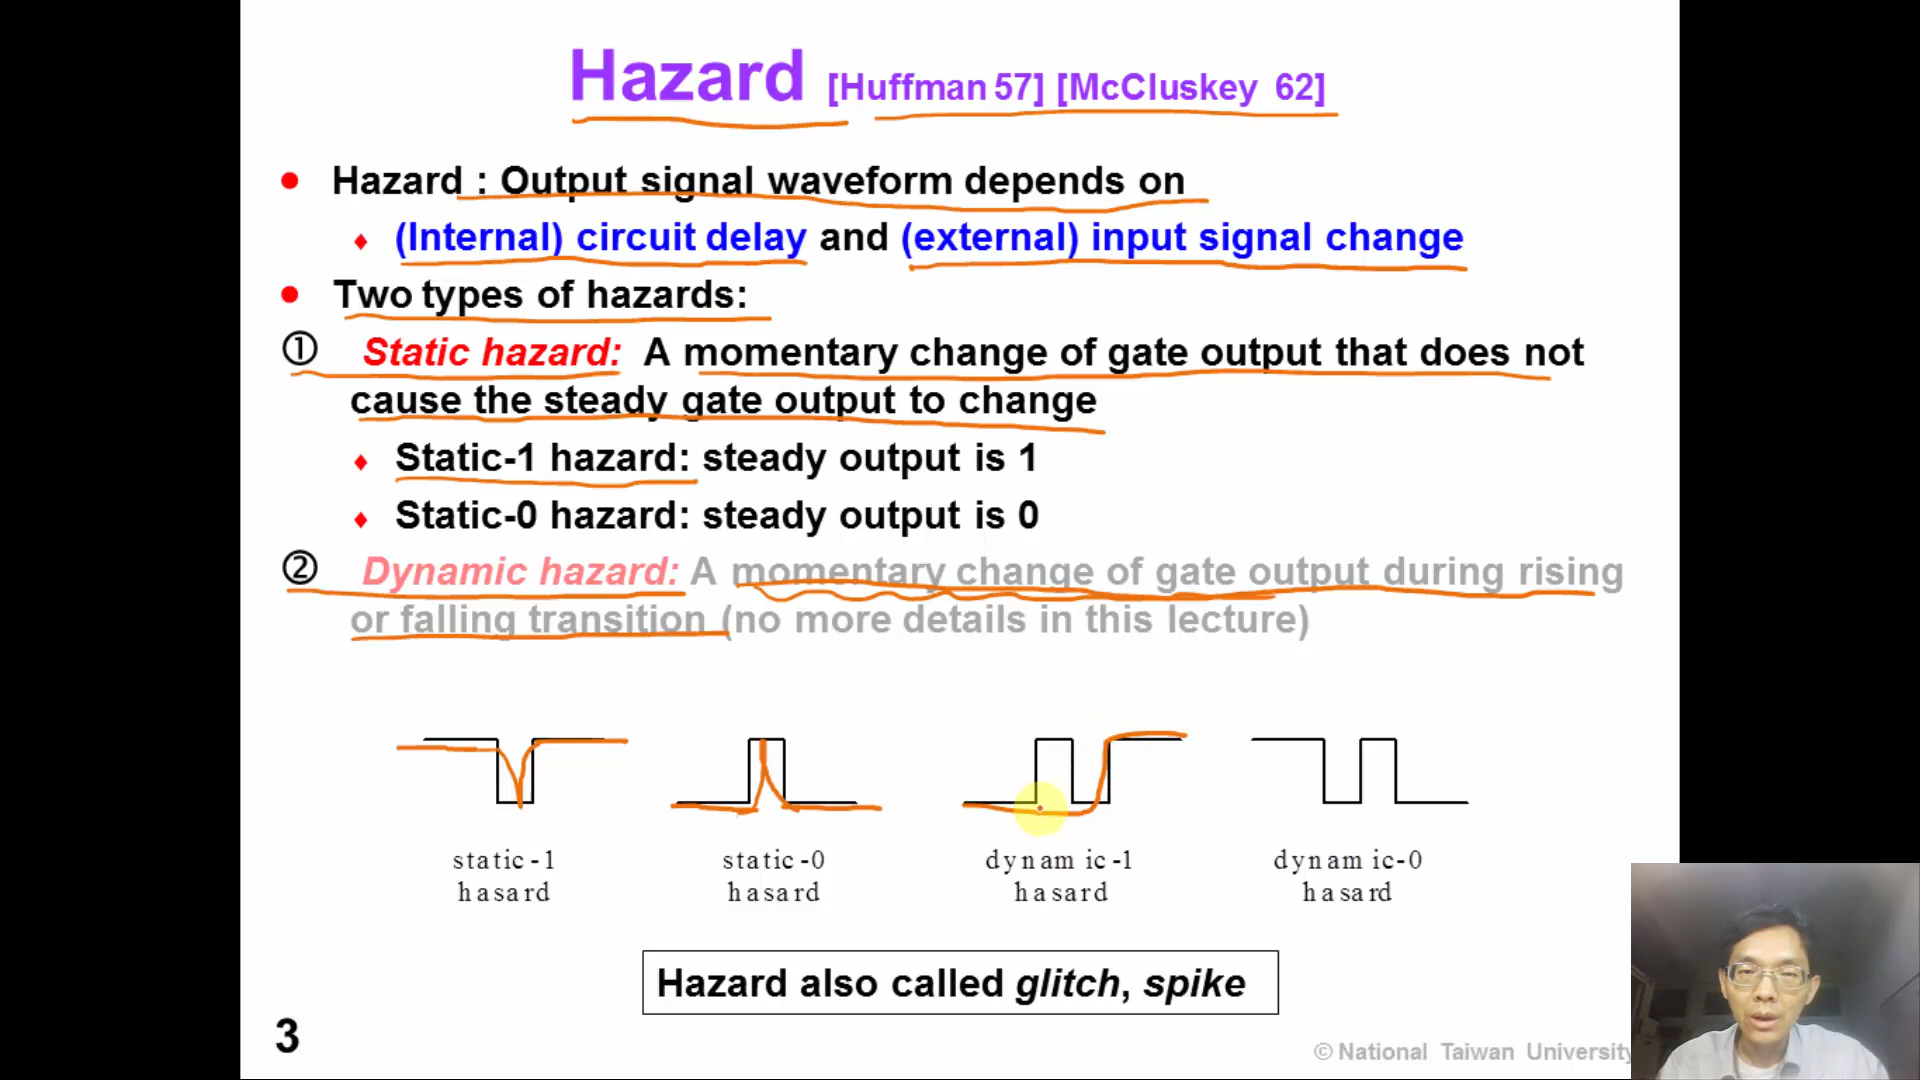 Hazard [Huffman 57] [McCluskey 62]
• Hazard : Output signal waveform depends on
♦ (Internal) circuit delay and (external) input signal change
• Two types of hazards:
① Static hazard: A momentary change of gate output that does not
cause the steady gate output to change
♦ Static-1 hazard: steady output is 1
♦ Static-0 hazard: steady output is 0
② Dynamic hazard: A momentary change of gate output during rising
or falling transition (no more details in this lecture)
static-1 hasard
static-0 hasard
dynamic-1 hasard
dynamic-0 hasard
Hazard also called glitch, spike
3
© National Taiwan University